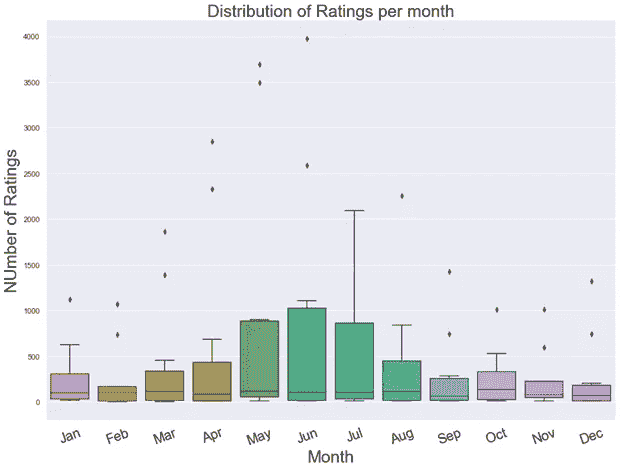 Distribution of Ratings per month
NUmber of Ratings
4000
3500
3000
2500
2000
1500
1000
500
0
Jan Feb Mar Apr May Jun Jul Aug Sep Oct Nov Dec
Month